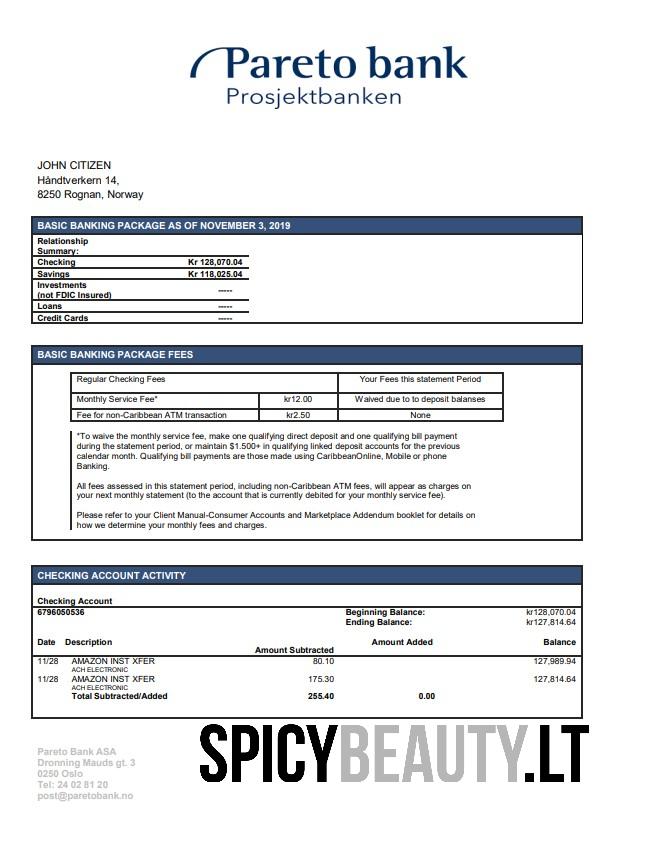 Pareto bank
Prosjektbanken
JOHN CITIZEN
Håndtverkern 14,
8250 Rognan, Norway
BASIC BANKING PACKAGE AS OF NOVEMBER 3, 2019
Relationship
Summary:
Checking Kr 128,070.04
Savings Kr 118,025.04
Investments
(not FDIC Insured) -----
Loans -----
Credit Cards -----
BASIC BANKING PACKAGE FEES
Regular Checking Fees Your Fees this statement Period
Monthly Service Fee* kr12.00 Waived due to to deposit balanses
Fee for non-Caribbean ATM transaction kr2.50 None
*To waive the monthly service fee, make one qualifying direct deposit and one qualifying bill payment
during the statement period, or maintain $1.500+ in qualifying linked deposit accounts for the previous
calendar month. Qualifying bill payments are those made using CaribbeanOnline, Mobile or phone
Banking.
All fees assessed in this statement period, including non-Caribbean ATM fees, will appear as charges on
your next monthly statement (to the account that is currently debited for your monthly service fee).
Please refer to your Client Manual-Consumer Accounts and Marketplace Addendum booklet for details on
how we determine your monthly fees and charges.
CHECKING ACCOUNT ACTIVITY
Checking Account
6796050536 Beginning Balance: kr128,070.04
Ending Balance: kr127,814.64
Date Description Amount Subtracted Amount Added Balance
11/28 AMAZON INST XFER 80.10 127,989.94
ACH ELECTRONIC
11/28 AMAZON INST XFER 175.30 127,814.64
ACH ELECTRONIC
Total Subtracted/Added 255.40 0.00
SPICYBEAUTY.LT
Pareto Bank ASA
Dronning Mauds gt. 3
0250 Oslo
Tel: 24 02 81 20
post@paretobank.no